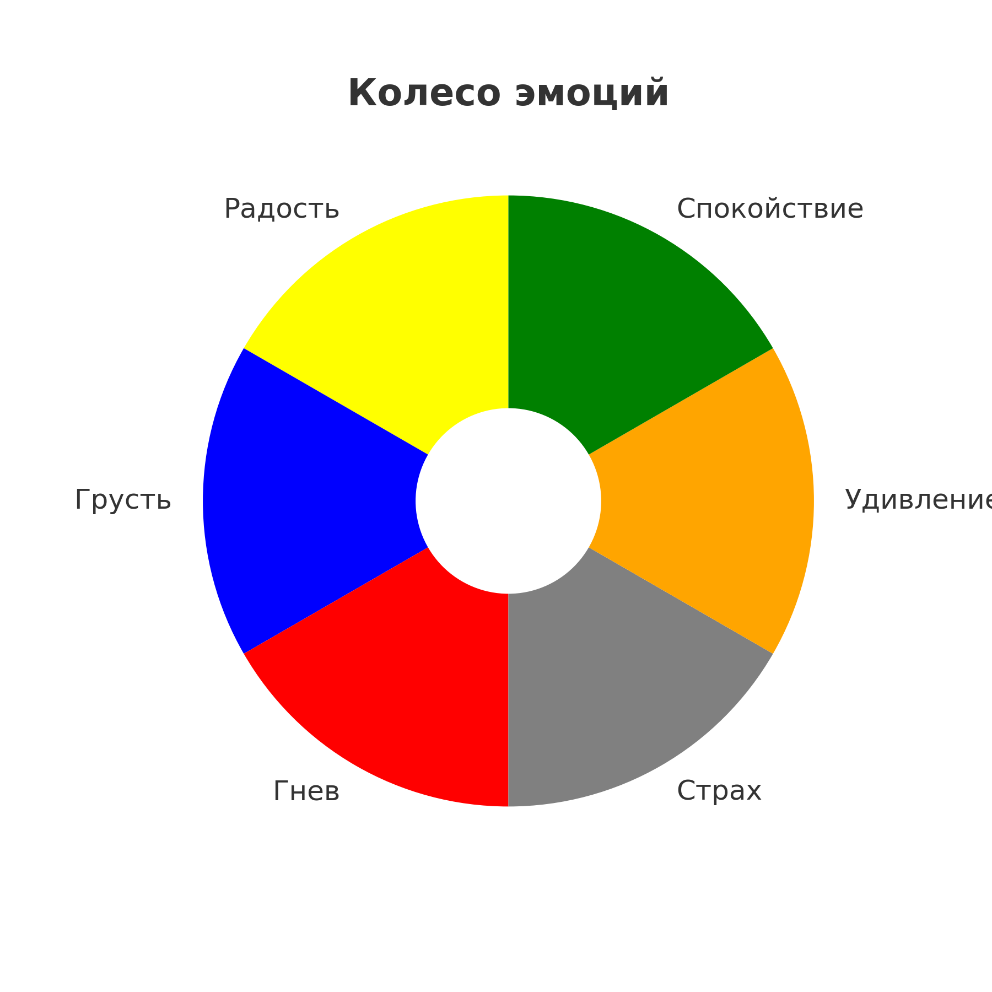 Колесо эмоций
Радость
Спокойствие
Грусть
Удивление
Гнев
Страх